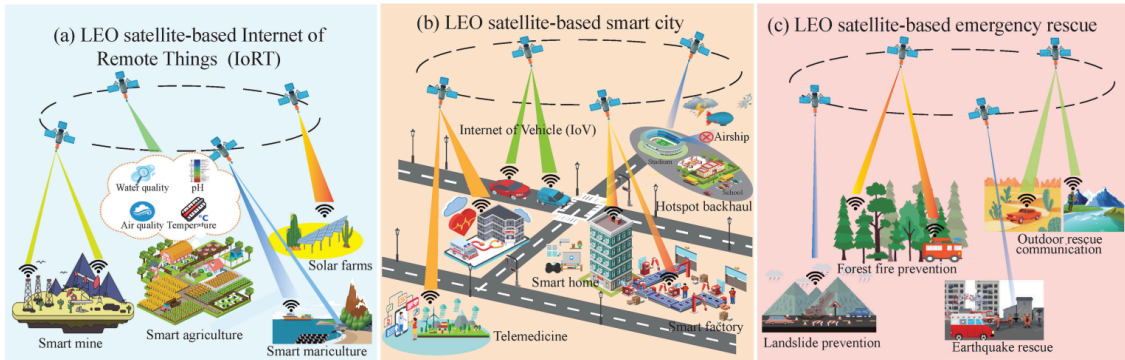 (a) LEO satellite-based Internet of
Remote Things (IoRT)
Water quality
pH
Air quality
Temperature
°C
Solar farms
Smart mine
Smart agriculture
Smart mariculture
(b) LEO satellite-based smart city
Internet of Vehicle (IoV)
Airship
Stadium
School
Hotspot backhaul
Smart home
Telemedicine
Smart factory
(c) LEO satellite-based emergency rescue
Forest fire prevention
Outdoor rescue
communication
Landslide prevention
Earthquake rescue